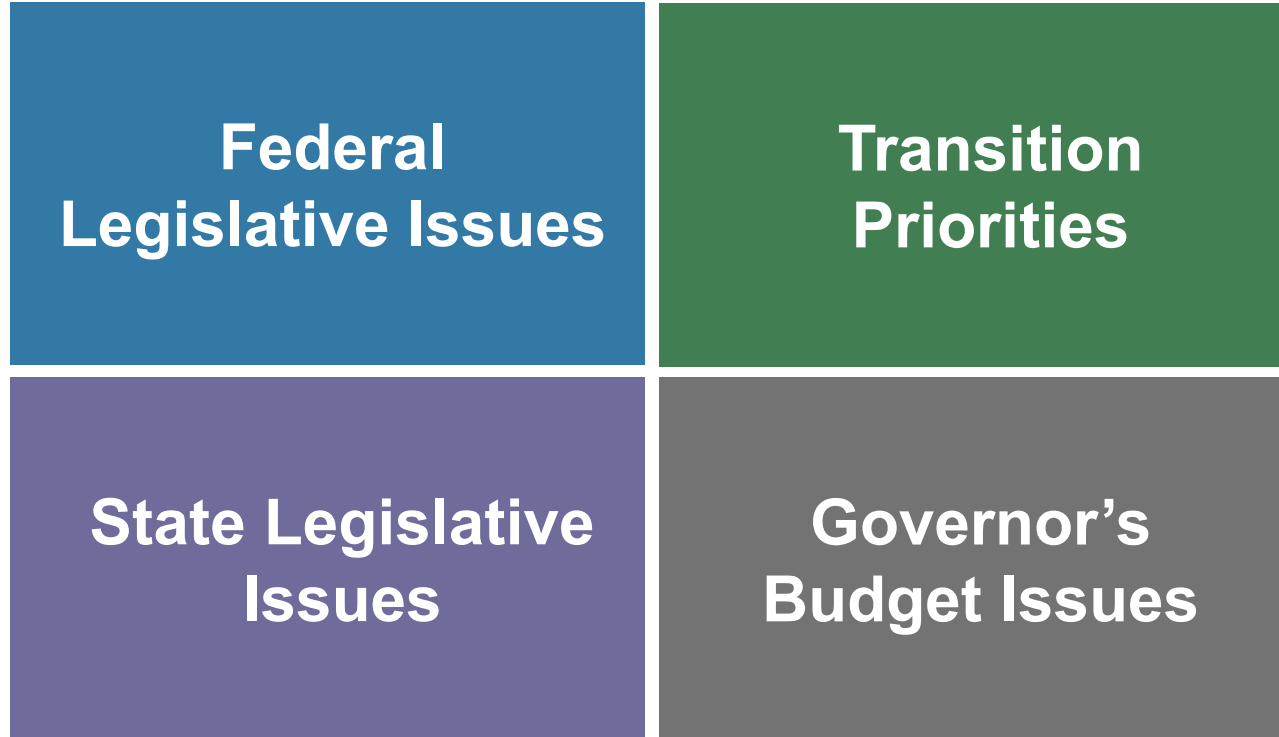 Federal
Legislative Issues
Transition
Priorities
State Legislative
Issues
Governor’s
Budget Issues